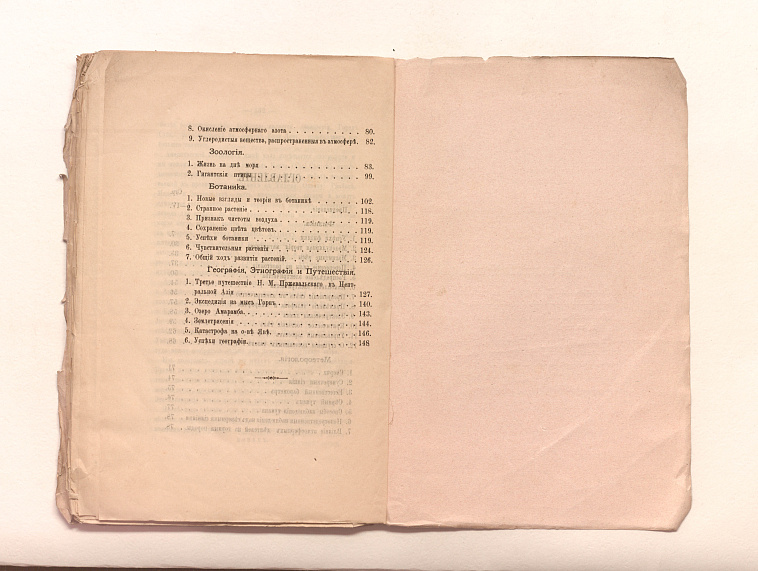 8. Окисленіе атмосфернаго азота . . . . . . . . . . 80.
9. Углеродистыя вещества, распространенныя въ атмосферѣ. 82.
Зоологія.
1. Жизнь на днѣ моря . . . . . . . . . . . . . 83.
2. Гигантскія птицы . . . . . . . . . . . . . 99.
Ботаника.
1. Новые взгляды и теоріи въ ботаникѣ . . . . . . 102.
2. Странное растеніе . . . . . . . . . . . . . . 118.
3. Признакъ чистоты воздуха . . . . . . . . . . 119.
4. Сохраненіе цвѣта цвѣтовъ. . . . . . . . . . . 119.
5. Успѣхи ботаники . . . . . . . . . . . . . . 119.
6. Чувствительныя растенія . . . . . . . . . . . 124.
7. Общій ходъ развитія растеній. . . . . . . . . . 126.
Географія, Этнографія и Путешествія.
1. Третье путешествіе Н. М. Пржевальскаго въ Цент-
ральной Азіи . . . . . . . . . . . . . . . 127.
2. Экспедиція на мысъ Горнъ . . . . . . . . . . . 140.
3. Озеро Амарамба. . . . . . . . . . . . . . . 143.
4. Землетрясенія . . . . . . . . . . . . . . . 144.
5. Катастрофа на о-вѣ Явѣ. . . . . . . . . . . . 146.
6. Успѣхи географіи. . . . . . . . . . . . . . . 148